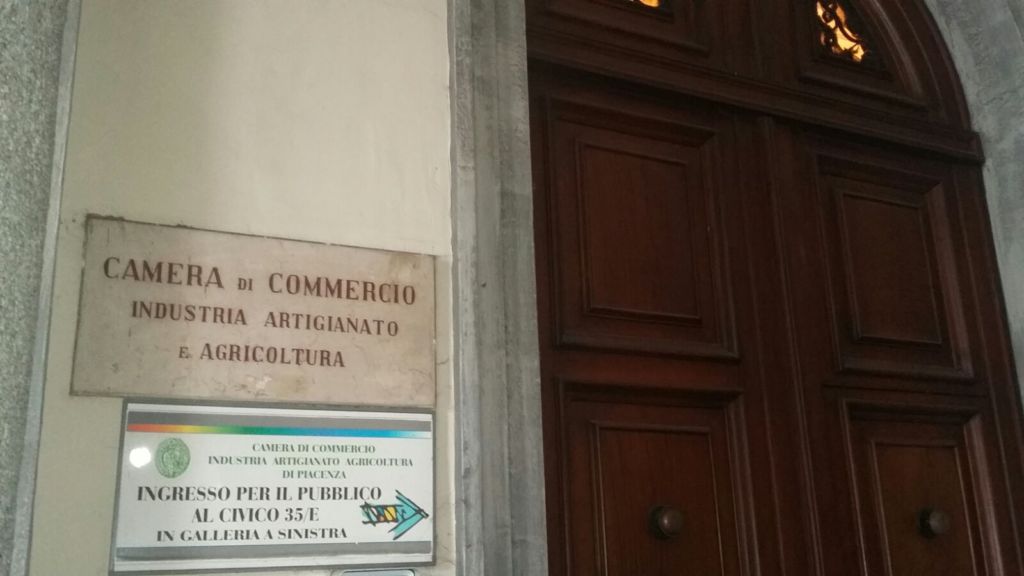 CAMERA DI COMMERCIO
INDUSTRIA ARTIGIANATO
E AGRICOLTURA
CAMERA DI COMMERCIO
INDUSTRIA ARTIGIANATO AGRICOLTURA
DI PIACENZA
INGRESSO PER IL PUBBLICO
AL CIVICO 35/E
IN GALLERIA A SINISTRA